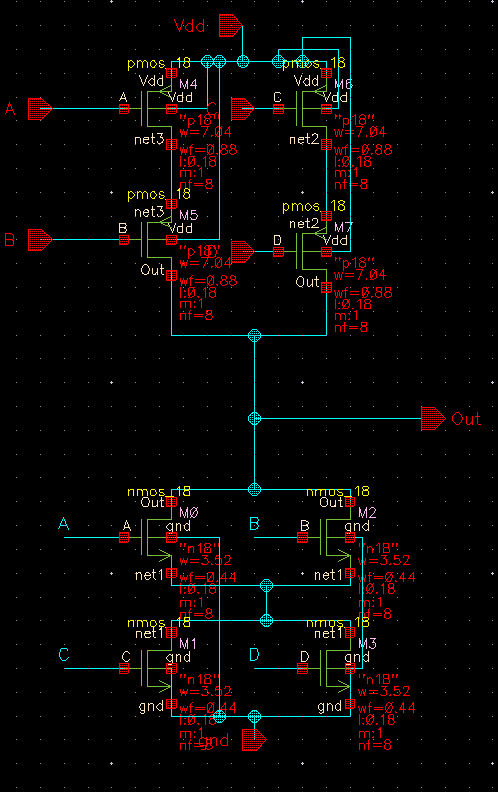 Vdd
pmos_18
pmos_18
Vdd
M4
Vdd
Vdd
M6
Vdd
A
A
C
"p18"
w=7.04
wf=0.88
l:0.18
m:1
nf=8
"p18"
w=7.04
wf=0.88
l:0.18
m:1
nf=8
net3
net2
pmos_18
pmos_18
net3
M5
Vdd
net2
M7
Vdd
B
B
D
"p18"
w=7.04
wf=0.88
l:0.18
m:1
nf=8
"p18"
w=7.04
wf=0.88
l:0.18
m:1
nf=8
Out
Out
Out
nmos_18
nmos_18
Out
M0
gnd
Out
M2
gnd
A
A
B
B
"n18"
w=3.52
wf=0.44
l:0.18
m:1
nf=8
"n18"
w=3.52
wf=0.44
l:0.18
m:1
nf=8
net1
net1
nmos_18
nmos_18
net1
M1
gnd
net1
M3
gnd
C
C
D
D
"n18"
w=3.52
wf=0.44
l:0.18
m:1
nf=8
"n18"
w=3.52
wf=0.44
l:0.18
m:1
nf=8
gnd
gnd
gnd